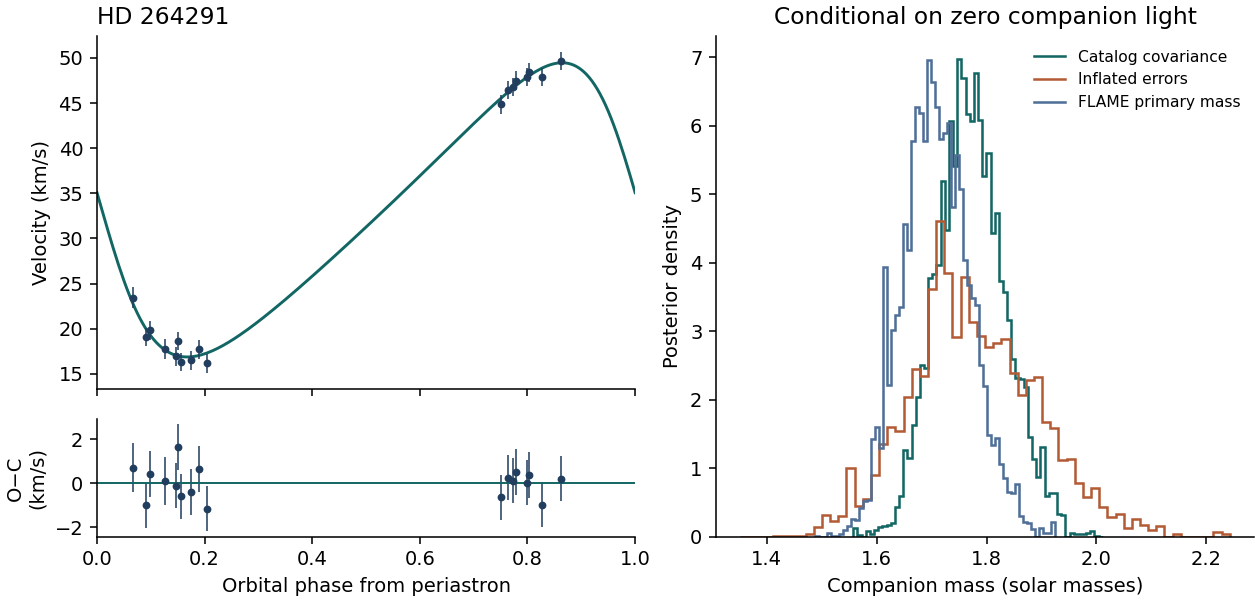 HD 264291
Velocity (km/s)
50
45
40
35
30
25
20
15
O−C
(km/s)
2
0
−2
0.0
0.2
0.4
0.6
0.8
1.0
Orbital phase from periastron
Conditional on zero companion light
Catalog covariance
Inflated errors
FLAME primary mass
Posterior density
7
6
5
4
3
2
1
0
1.4
1.6
1.8
2.0
2.2
Companion mass (solar masses)